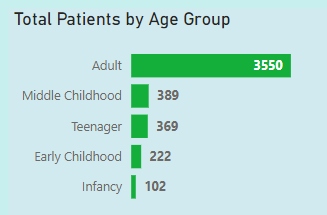 Total Patients by Age Group
Adult 3550
Middle Childhood 389
Teenager 369
Early Childhood 222
Infancy 102